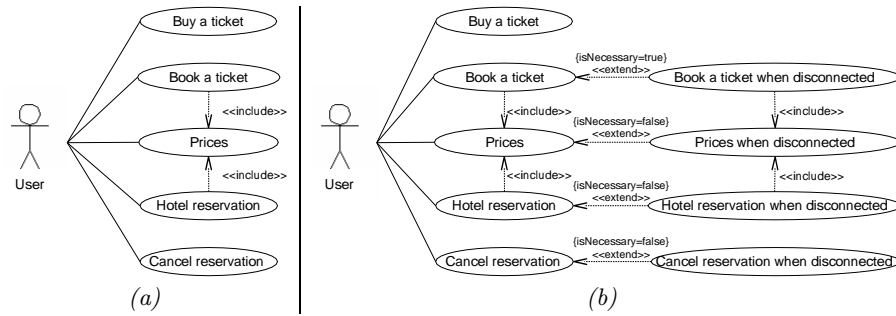 Buy a ticket
Book a ticket
<<include>>
Prices
<<include>>
User
Hotel reservation
Cancel reservation
(a)
Buy a ticket
{isNecessary=true}
<<extend>>
Book a ticket
Book a ticket when disconnected
<<include>>
<<include>>
{isNecessary=false}
<<extend>>
Prices
Prices when disconnected
<<include>>
<<include>>
User
{isNecessary=false}
<<extend>>
Hotel reservation
Hotel reservation when disconnected
{isNecessary=false}
<<extend>>
Cancel reservation
Cancel reservation when disconnected
(b)